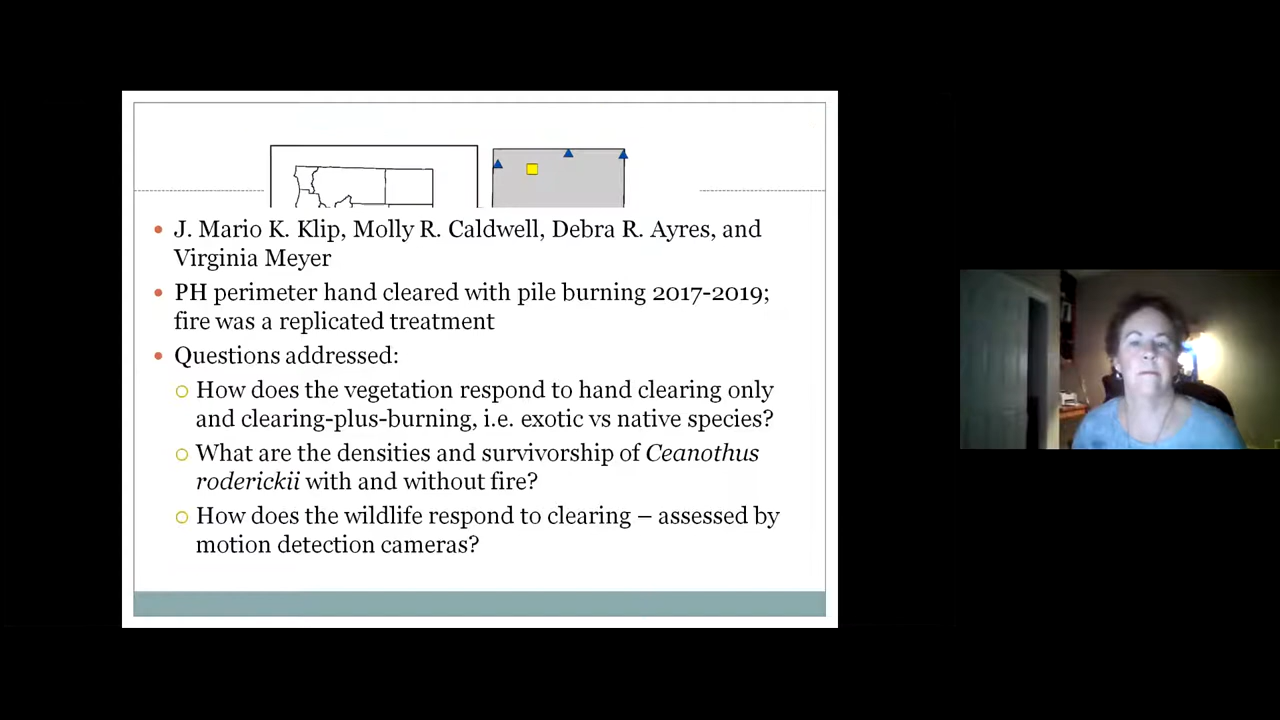 J. Mario K. Klip, Molly R. Caldwell, Debra R. Ayres, and
Virginia Meyer
PH perimeter hand cleared with pile burning 2017-2019;
fire was a replicated treatment
Questions addressed:
How does the vegetation respond to hand clearing only
and clearing-plus-burning, i.e. exotic vs native species?
What are the densities and survivorship of Ceanothus
roderickii with and without fire?
How does the wildlife respond to clearing – assessed by
motion detection cameras?